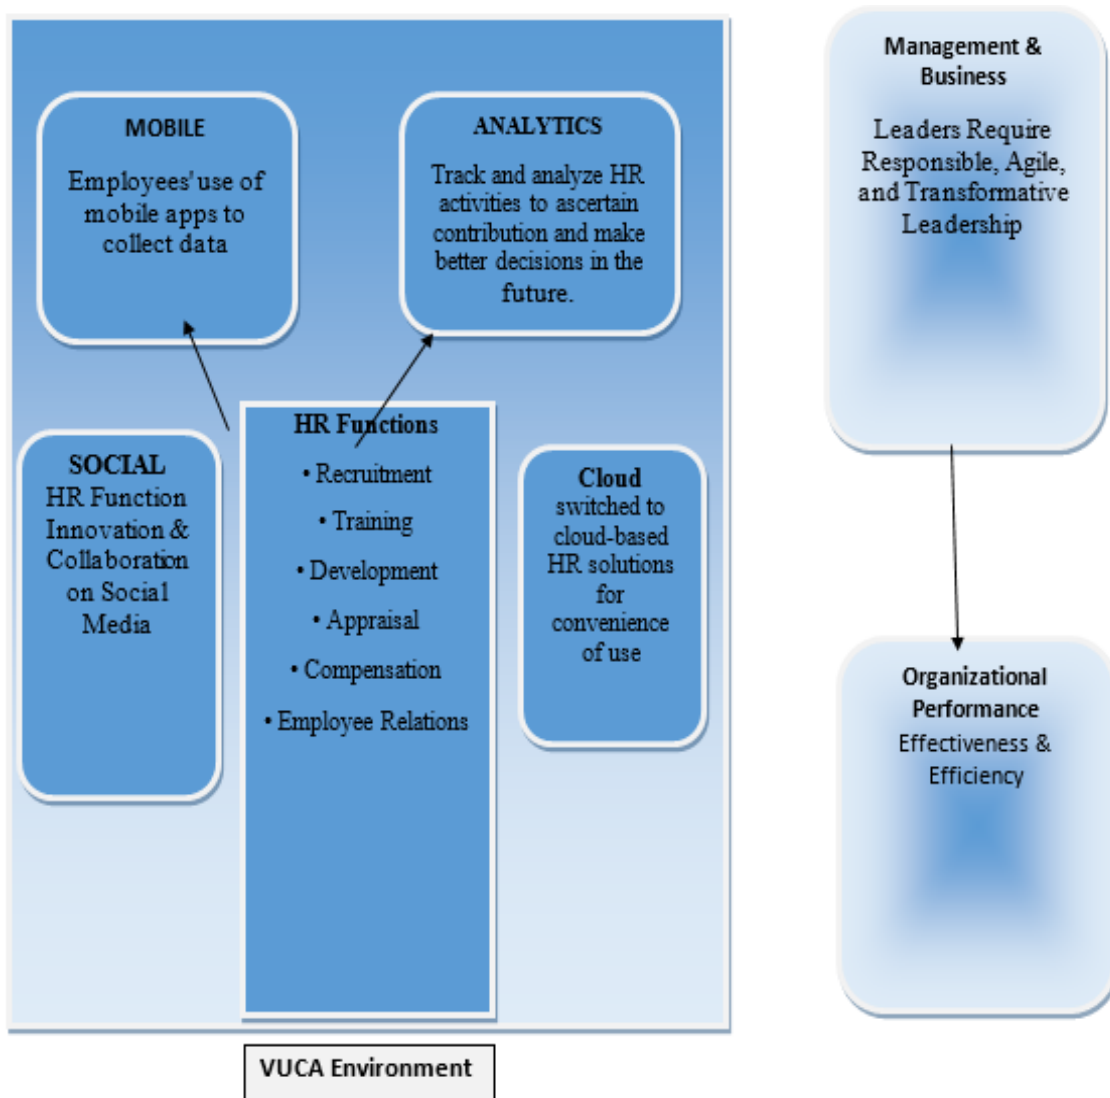 MOBILE
Employees' use of
mobile apps to
collect data
ANALYTICS
Track and analyze HR
activities to ascertain
contribution and make
better decisions in the
future.
Management &
Business
Leaders Require
Responsible, Agile,
and Transformative
Leadership
SOCIAL
HR Function
Innovation &
Collaboration
on Social
Media
HR Functions
• Recruitment
• Training
• Development
• Appraisal
• Compensation
• Employee Relations
Cloud
switched to
cloud-based
HR solutions
for
convenience
of use
Organizational
Performance
Effectiveness &
Efficiency
VUCA Environment